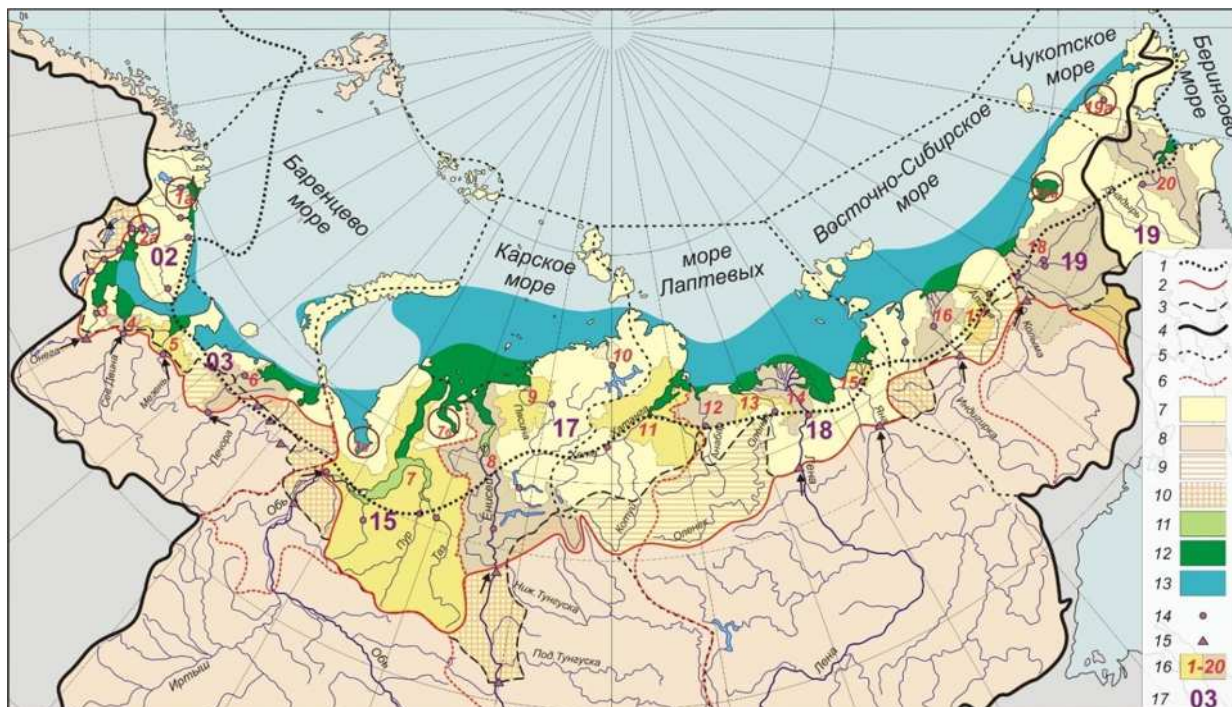 Чукотское
море
Берингово
море
Восточно-Сибирское
море
море
Лаптевых
Карское
море
Баренцево
море
1а
19а
20
Анадырь
02
19
18
19
3
4
5
03
6
Онега
Сев.Двина
Мезень
Печора
10
9
Пясина
17
7а
8
Хатанга
11
12
13
14
15
16
Колыма
Индигирка
Яна
18
Лена
Оленек
Котуй
7
15
Обь
Пур
Таз
Енисей
Ниж.Тунгуска
Под.Тунгуска
Иртыш
Обь
Лена
1
2
3
4
5
6
7
8
9
10
11
12
13
14
15
16 1-20
17 03